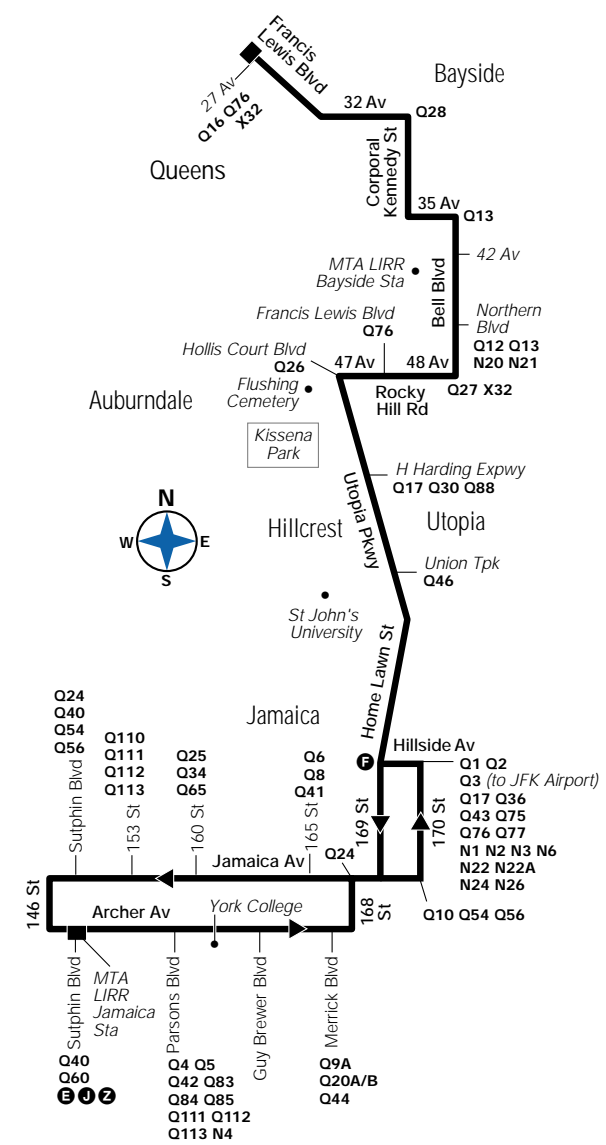 Francis
Lewis Blvd
Bayside
27 Av
Q16 Q76
X32
32 Av
Q28
Corporal
Kennedy St
Queens
35 Av
Q13
42 Av
MTA LIRR
Bayside Sta
Bell Blvd
Northern
Blvd
Q12 Q13
N20 N21
Francis Lewis Blvd
Q76
Hollis Court Blvd
Q26
47 Av
48 Av
Rocky
Hill Rd
Q27 X32
Flushing
Cemetery
Auburndale
Kissena
Park
H Harding Expwy
Q17 Q30 Q88
Utopia Pkwy
Hillcrest
Utopia
N
W
E
S
Union Tpk
Q46
St John's
University
Home Lawn St
Jamaica
F
Hillside Av
Q1 Q2
Q3 (to JFK Airport)
Q17 Q36
Q43 Q75
Q76 Q77
N1 N2 N3 N6
N22 N22A
N24 N26
169 St
170 St
Q24
Q40
Q54
Q56
Sutphin Blvd
Q110
Q111
Q112
Q113
153 St
Q25
Q34
Q65
160 St
Q6
Q8
Q41
165 St
Q24
Jamaica Av
146 St
Archer Av
York College
168
St
Q10 Q54 Q56
Sutphin Blvd
MTA
LIRR
Jamaica
Sta
Q40
Q60
E J Z
Parsons Blvd
Q4 Q5
Q42 Q83
Q84 Q85
Q111 Q112
Q113 N4
Guy Brewer Blvd
Merrick Blvd
Q9A
Q20A/B
Q44